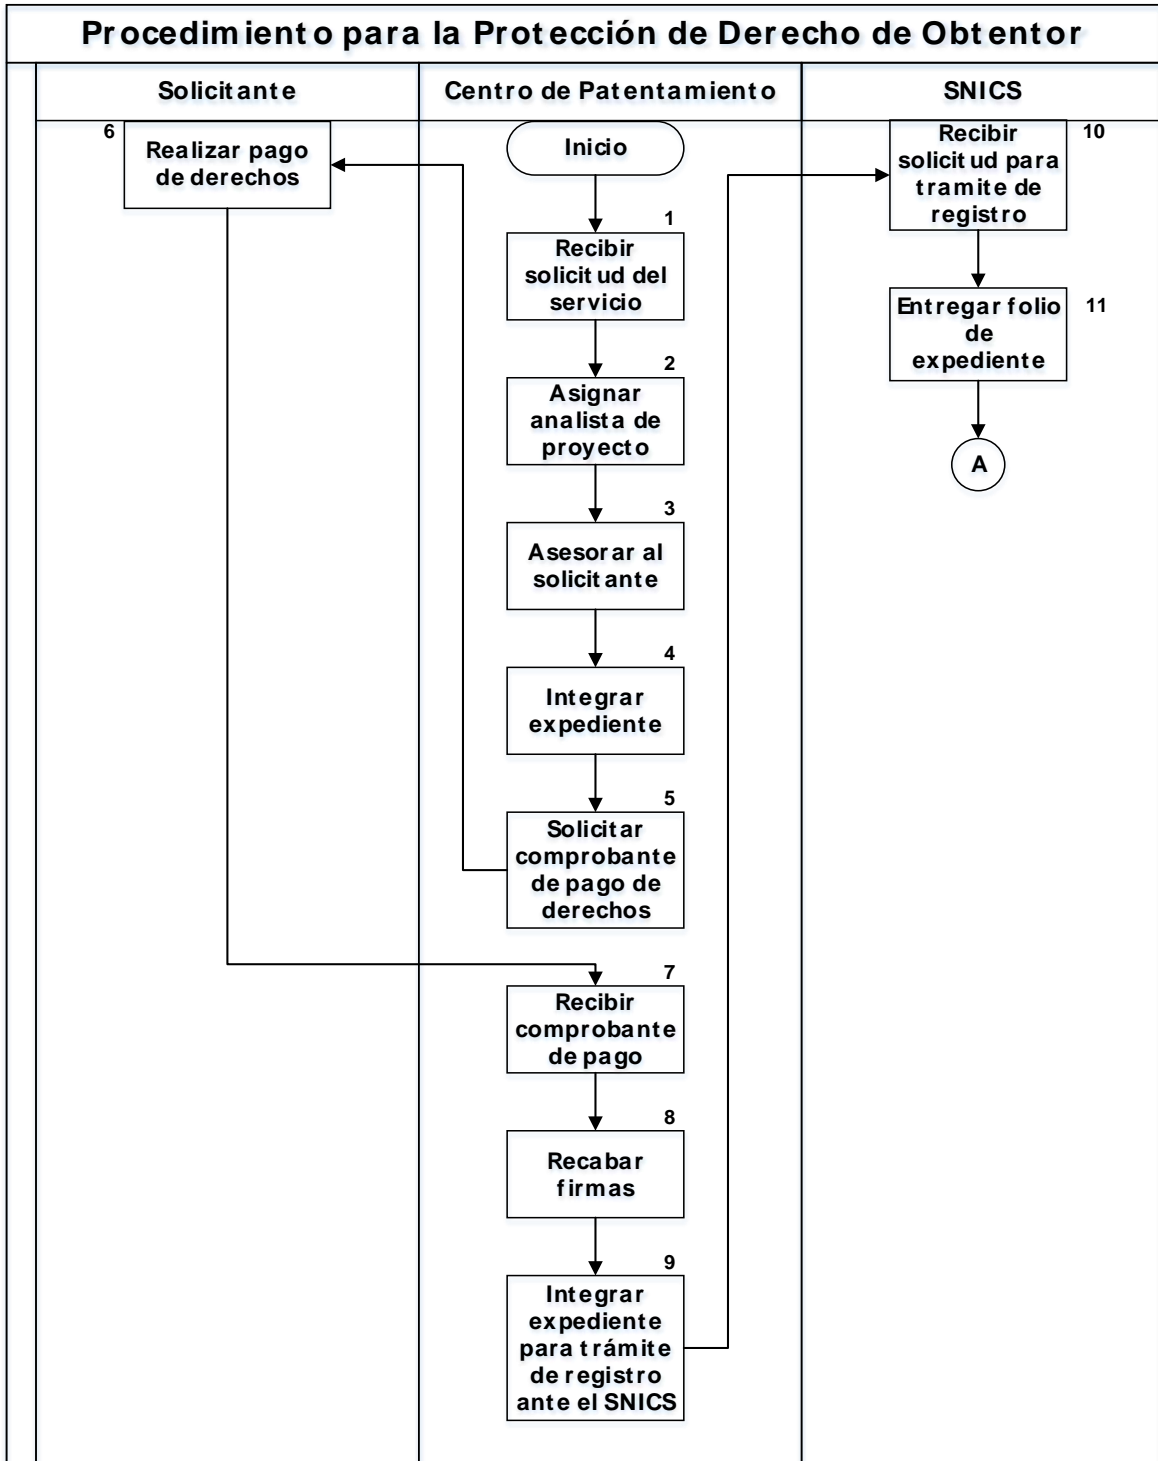 Procedimiento para la Protección de Derecho de Obtentor
Solicitante
Centro de Patentamiento
SNICS
6
Realizar pago
de derechos
Inicio
1
Recibir
solicitud del
servicio
2
Asignar
analista de
proyecto
3
Asesorar al
solicitante
4
Integrar
expediente
5
Solicitar
comprobante
de pago de
derechos
7
Recibir
comprobante
de pago
8
Recabar
firmas
9
Integrar
expediente
para trámite
de registro
ante el SNICS
10
Recibir
solicitud para
tramite de
registro
11
Entregar folio
de
expediente
A